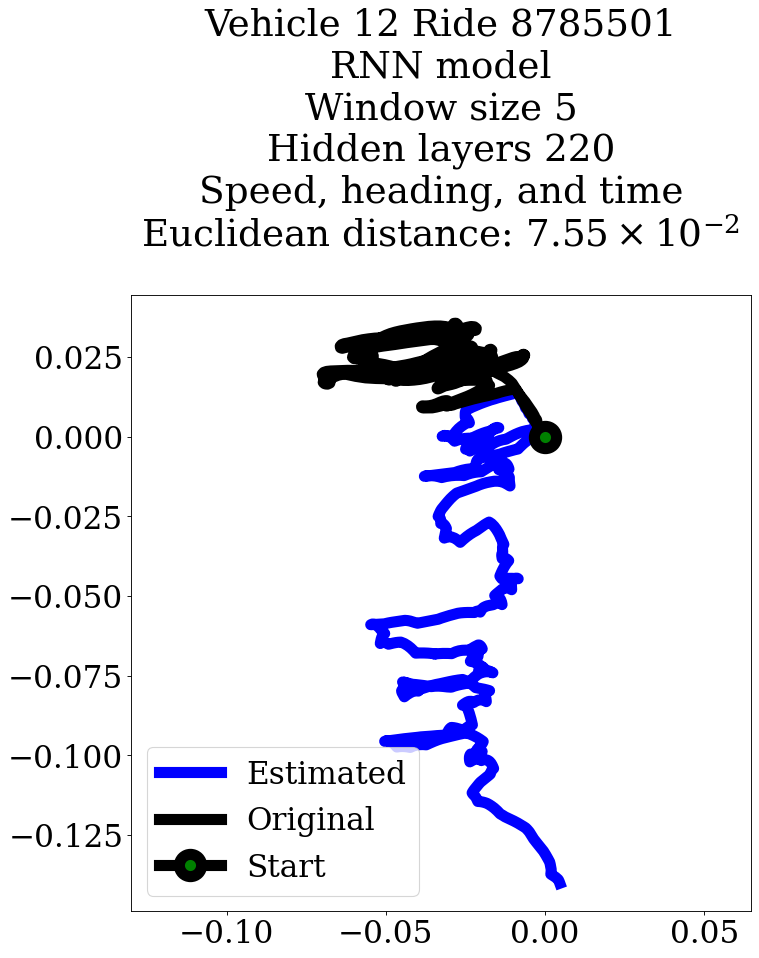 Vehicle 12 Ride 8785501
RNN model
Window size 5
Hidden layers 220
Speed, heading, and time
Euclidean distance: 7.55 × 10⁻²
0.025
0.000
−0.025
−0.050
−0.075
−0.100
−0.125
Estimated
Original
Start
−0.10
−0.05
0.00
0.05